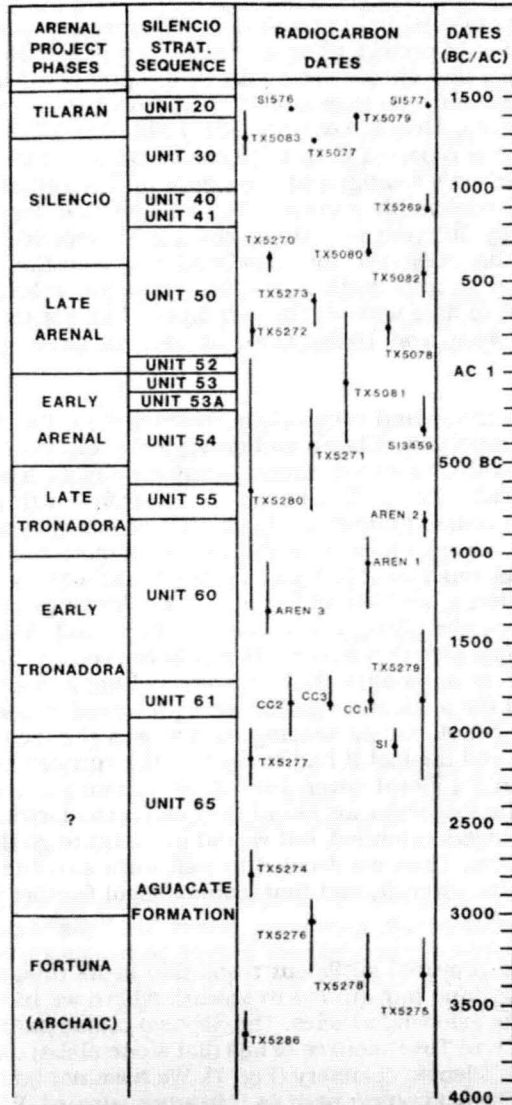 ARENAL PROJECT PHASES
SILENCIO STRAT. SEQUENCE
RADIOCARBON DATES
DATES (BC/AC)
TILARAN
SILENCIO
LATE ARENAL
EARLY ARENAL
LATE TRONADORA
EARLY TRONADORA
FORTUNA (ARCHAIC)
UNIT 20
UNIT 30
UNIT 40
UNIT 41
UNIT 50
UNIT 52
UNIT 53
UNIT 53A
UNIT 54
UNIT 55
UNIT 60
UNIT 61
UNIT 65
AGUACATE FORMATION
SI576
SI577
TX5079
TX5083
TX5077
TX5269
TX5270
TX5080
TX5082
TX5273
TX5272
TX5078
TX5081
SI3459
TX5271
TX5280
AREN 2
AREN 1
AREN 3
TX5279
CC3
CC2
CC1
SI
TX5277
TX5274
TX5276
TX5278
TX5275
TX5286
1500
1000
500
AC 1
500 BC
1000
1500
2000
2500
3000
3500
4000